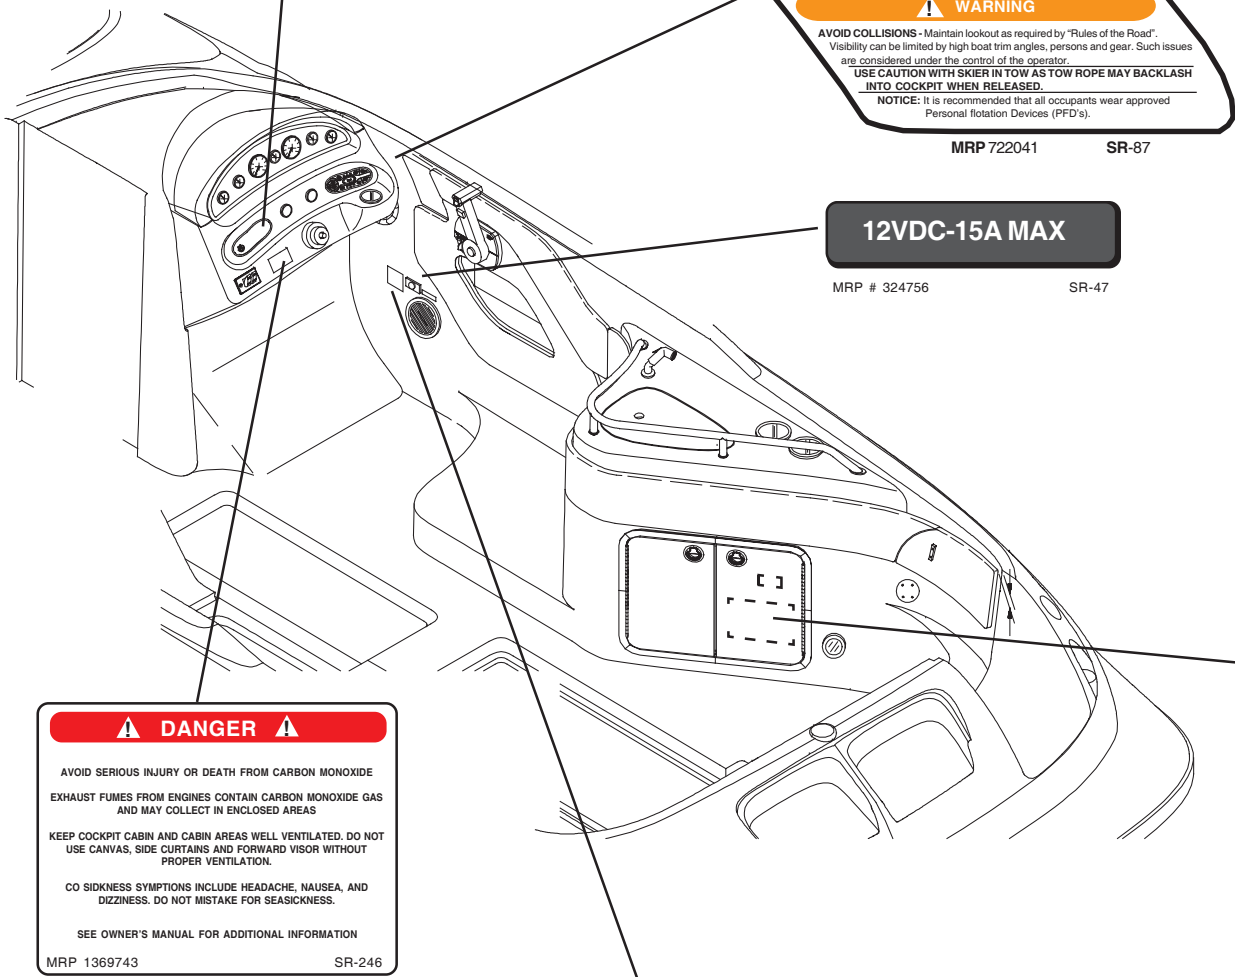 WARNING
AVOID COLLISIONS - Maintain lookout as required by “Rules of the Road”.
Visibility can be limited by high boat trim angles, persons and gear. Such issues
are considered under the control of the operator.
USE CAUTION WITH SKIER IN TOW AS TOW ROPE MAY BACKLASH
INTO COCKPIT WHEN RELEASED.
NOTICE: It is recommended that all occupants wear approved
Personal flotation Devices (PFD's).
MRP 722041 SR-87
12VDC-15A MAX
MRP # 324756 SR-47
DANGER
AVOID SERIOUS INJURY OR DEATH FROM CARBON MONOXIDE
EXHAUST FUMES FROM ENGINES CONTAIN CARBON MONOXIDE GAS
AND MAY COLLECT IN ENCLOSED AREAS
KEEP COCKPIT CABIN AND CABIN AREAS WELL VENTILATED. DO NOT
USE CANVAS, SIDE CURTAINS AND FORWARD VISOR WITHOUT
PROPER VENTILATION.
CO SIDKNESS SYMPTIONS INCLUDE HEADACHE, NAUSEA, AND
DIZZINESS. DO NOT MISTAKE FOR SEASICKNESS.
SEE OWNER'S MANUAL FOR ADDITIONAL INFORMATION
MRP 1369743 SR-246